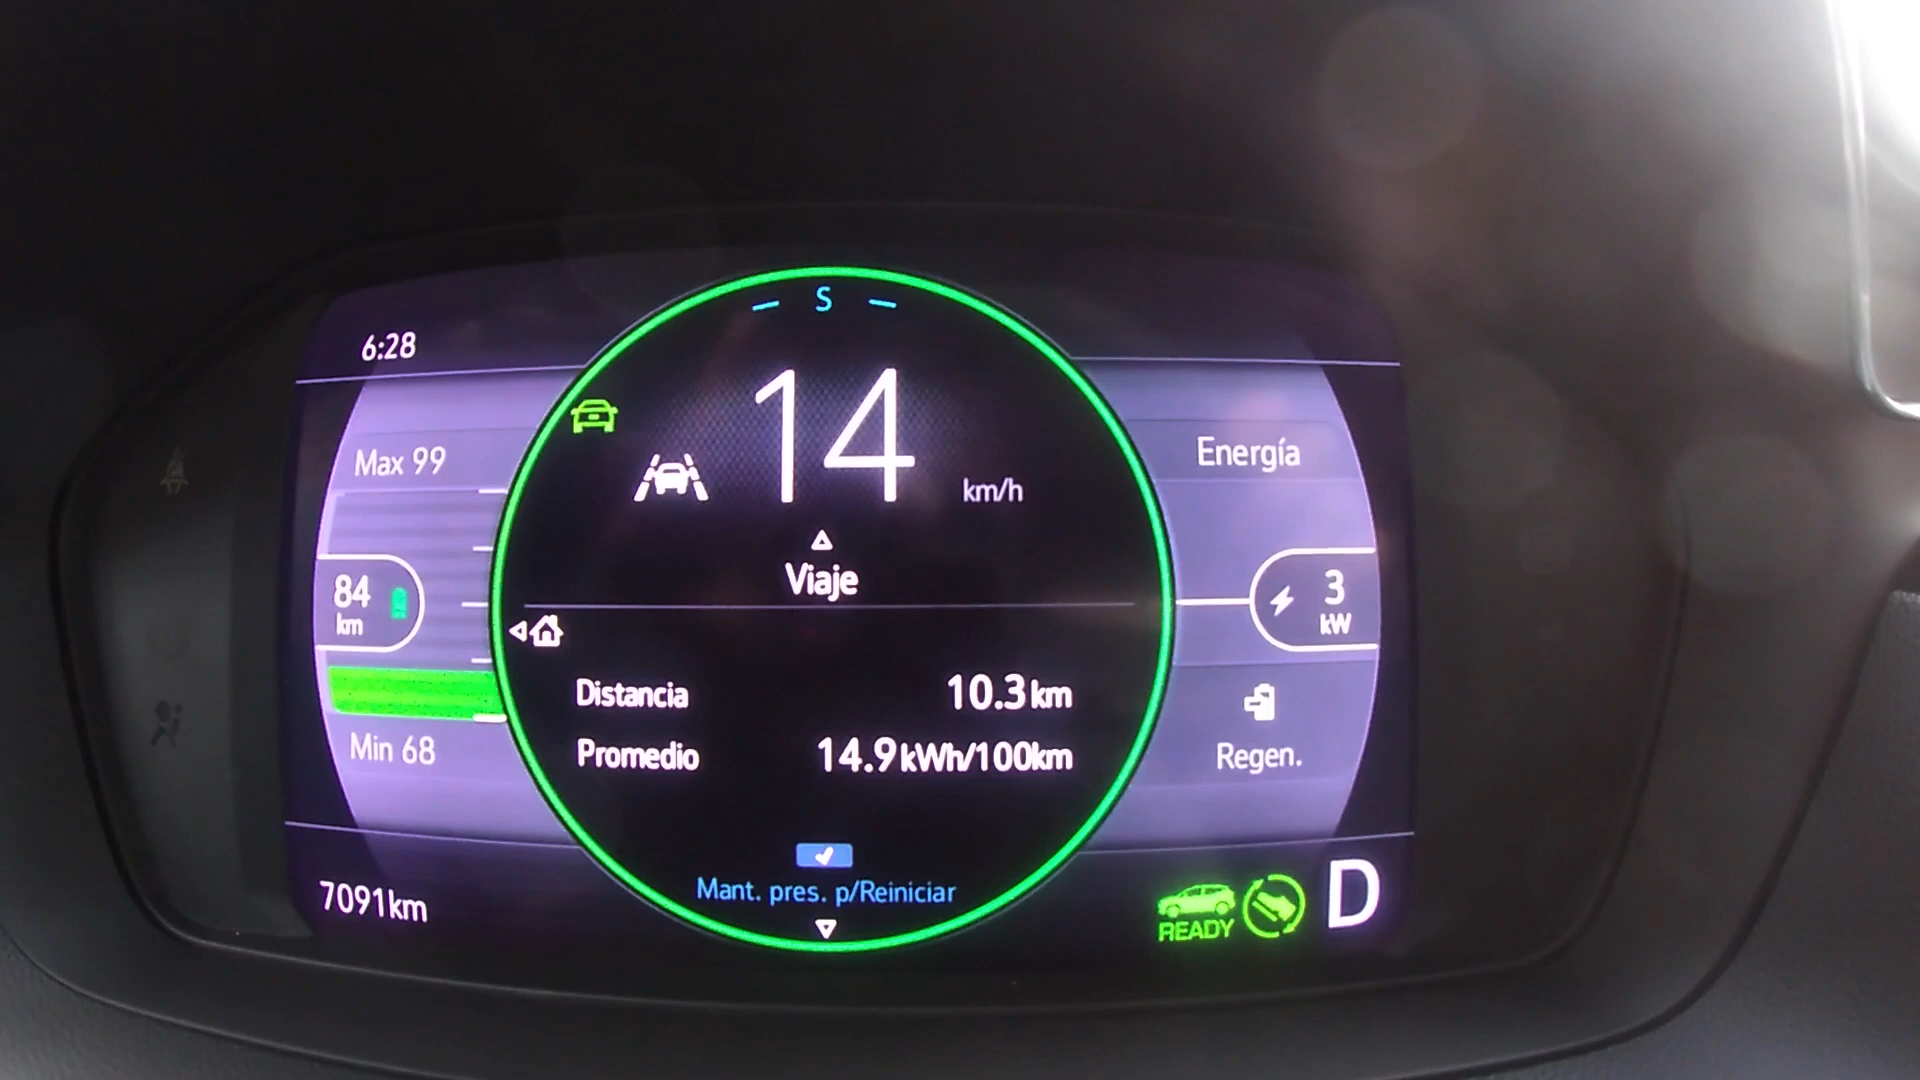 S
6:28
14 km/h
Max 99
Energía
84 km
Viaje
3 kW
Distancia 10.3 km
Min 68
Promedio 14.9 kWh/100km
Regen.
Mant. pres. p/Reiniciar
7091km
READY
D